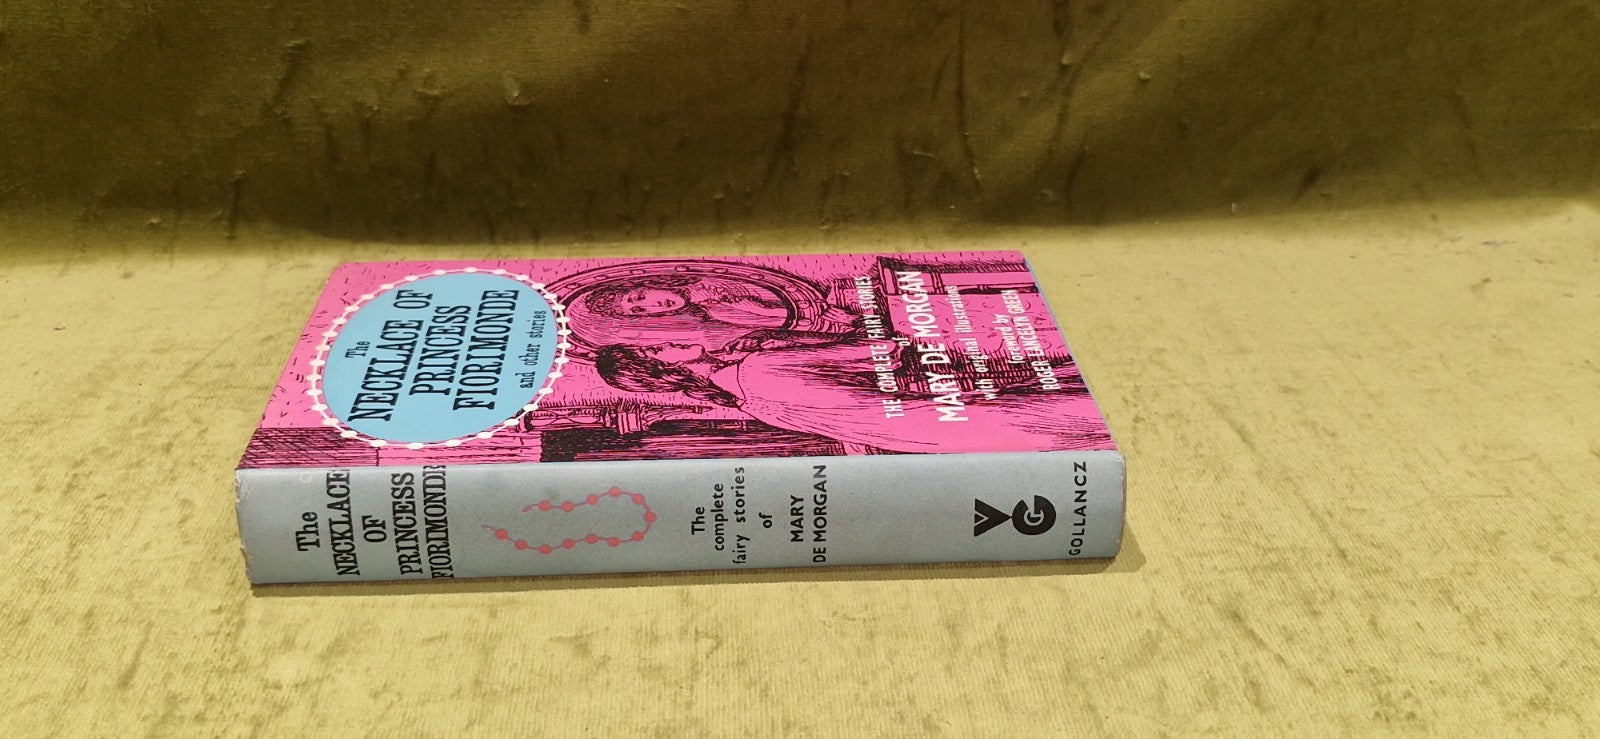 The
NECKLACE OF
PRINCESS
FIORIMONDE
and other stories
THE COMPLETE FAIRY STORIES
of
MARY DE MORGAN
with original illustrations
foreword by
ROGER LANCELYN GREEN
The
NECKLACE
OF
PRINCESS
FIORIMONDE
The
complete
fairy stories
of
MARY
DE MORGAN
VG
GOLLANCZ